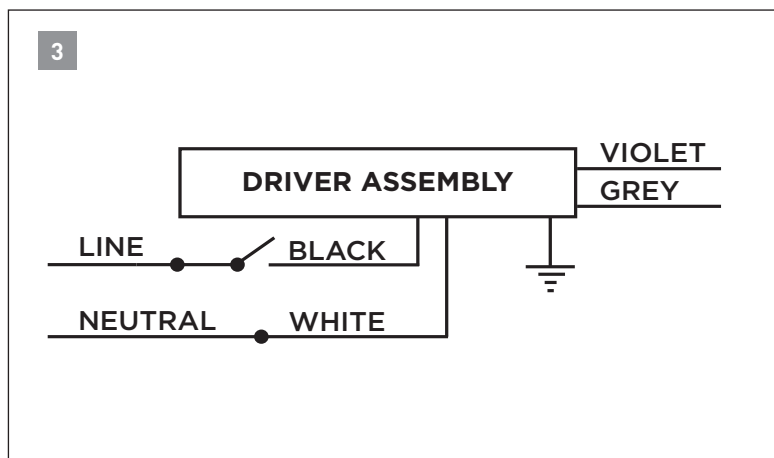 3
DRIVER ASSEMBLY
VIOLET
GREY
LINE
BLACK
NEUTRAL
WHITE